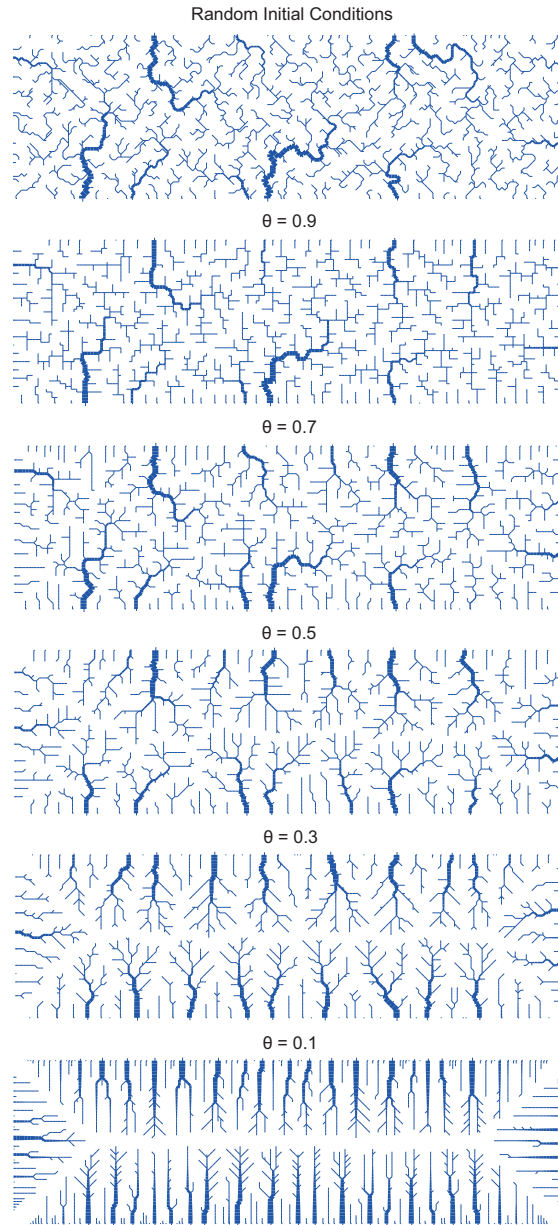 Random Initial Conditions
θ = 0.9
θ = 0.7
θ = 0.5
θ = 0.3
θ = 0.1